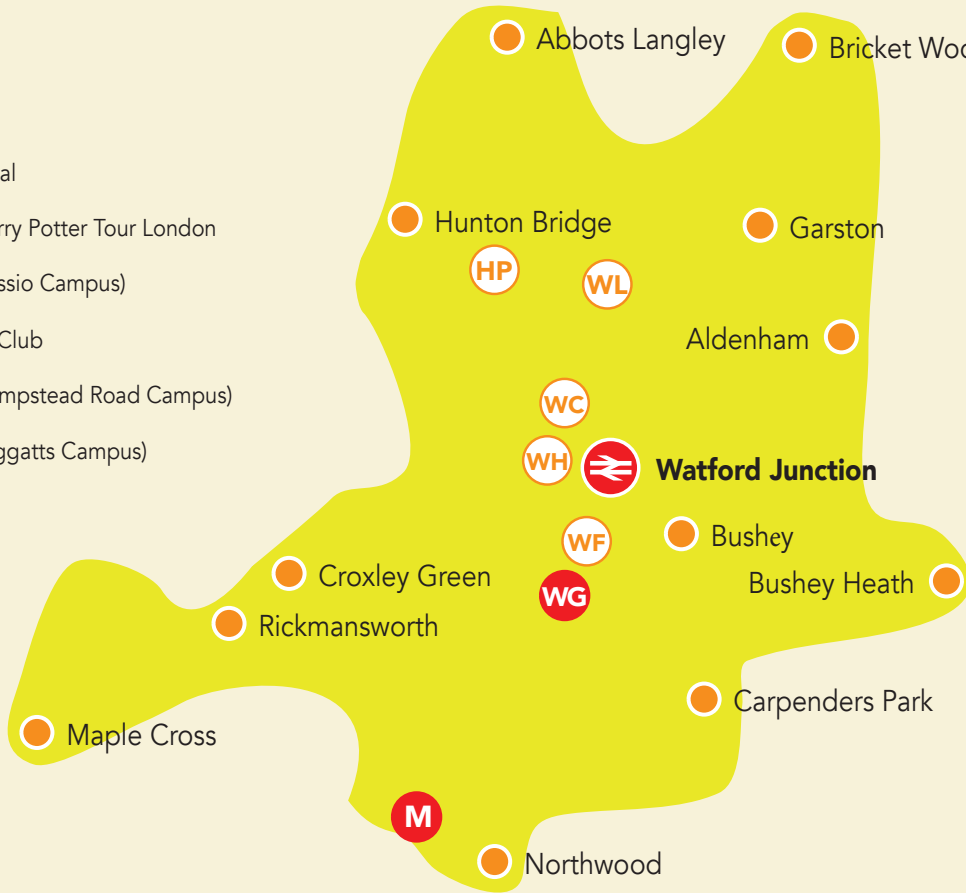 Abbots Langley
Bricket
al
rry Potter Tour London
Hunton Bridge
Garston
HP
WL
ssio Campus)
Club
Aldenham
mpstead Road Campus)
WC
ggatts Campus)
WH
Watford Junction
WF
Bushey
Croxley Green
WG
Bushey Heath
Rickmansworth
Carpenders Park
Maple Cross
M
Northwood